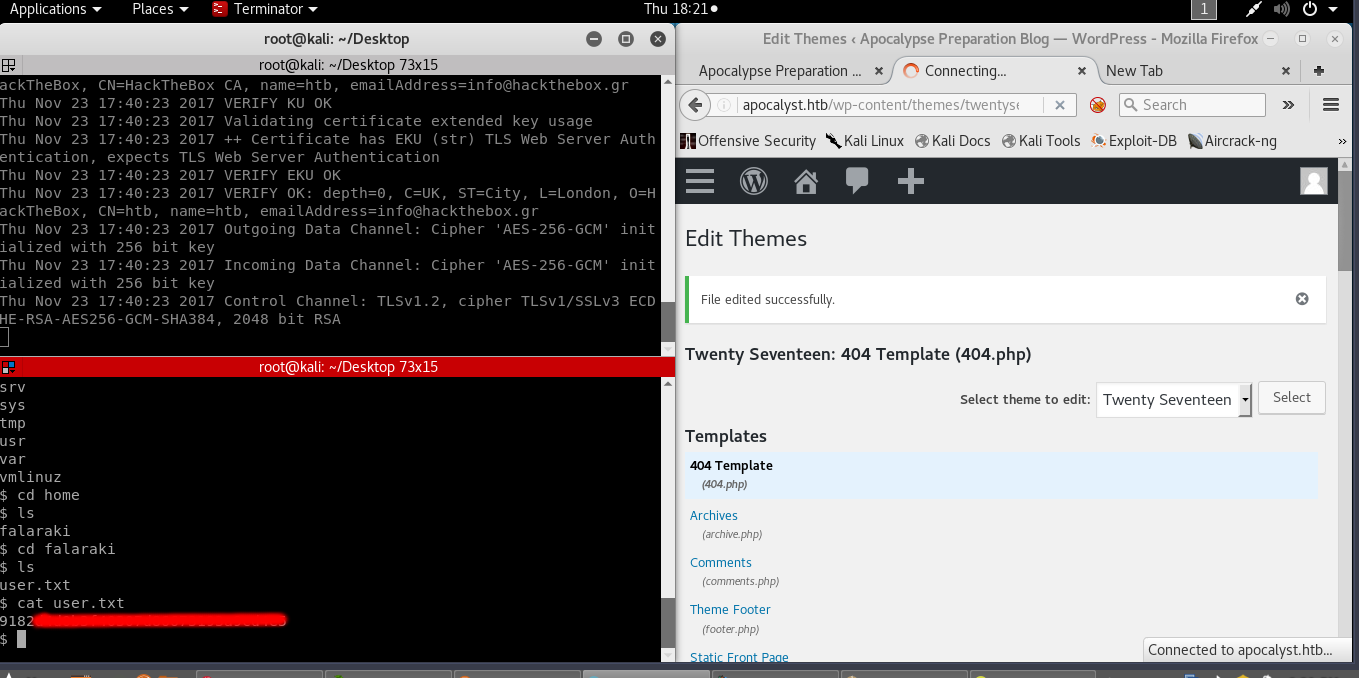 Applications Places Terminator Thu 18:21 1
root@kali: ~/Desktop
root@kali: ~/Desktop 73x15
ackTheBox, CN=HackTheBox CA, name=htb, emailAddress=info@hackthebox.gr
Thu Nov 23 17:40:23 2017 VERIFY KU OK
Thu Nov 23 17:40:23 2017 Validating certificate extended key usage
Thu Nov 23 17:40:23 2017 ++ Certificate has EKU (str) TLS Web Server Auth
entication, expects TLS Web Server Authentication
Thu Nov 23 17:40:23 2017 VERIFY EKU OK
Thu Nov 23 17:40:23 2017 VERIFY OK: depth=0, C=UK, ST=City, L=London, O=H
ackTheBox, CN=htb, name=htb, emailAddress=info@hackthebox.gr
Thu Nov 23 17:40:23 2017 Outgoing Data Channel: Cipher 'AES-256-GCM' init
ialized with 256 bit key
Thu Nov 23 17:40:23 2017 Incoming Data Channel: Cipher 'AES-256-GCM' init
ialized with 256 bit key
Thu Nov 23 17:40:23 2017 Control Channel: TLSv1.2, cipher TLSv1/SSLv3 ECD
HE-RSA-AES256-GCM-SHA384, 2048 bit RSA
root@kali: ~/Desktop 73x15
srv
sys
tmp
usr
var
vmlinuz
$ cd home
$ ls
falaraki
$ cd falaraki
$ ls
user.txt
$ cat user.txt
9182
$
Edit Themes ‹ Apocalypse Preparation Blog — WordPress - Mozilla Firefox
Apocalypse Preparation ... Connecting... New Tab
apocalyst.htb/wp-content/themes/twentyse Search
Offensive Security Kali Linux Kali Docs Kali Tools Exploit-DB Aircrack-ng
Edit Themes
File edited successfully.
Twenty Seventeen: 404 Template (404.php)
Select theme to edit: Twenty Seventeen Select
Templates
404 Template
(404.php)
Archives
(archive.php)
Comments
(comments.php)
Theme Footer
(footer.php)
Static Front Page
Connected to apocalyst.htb...